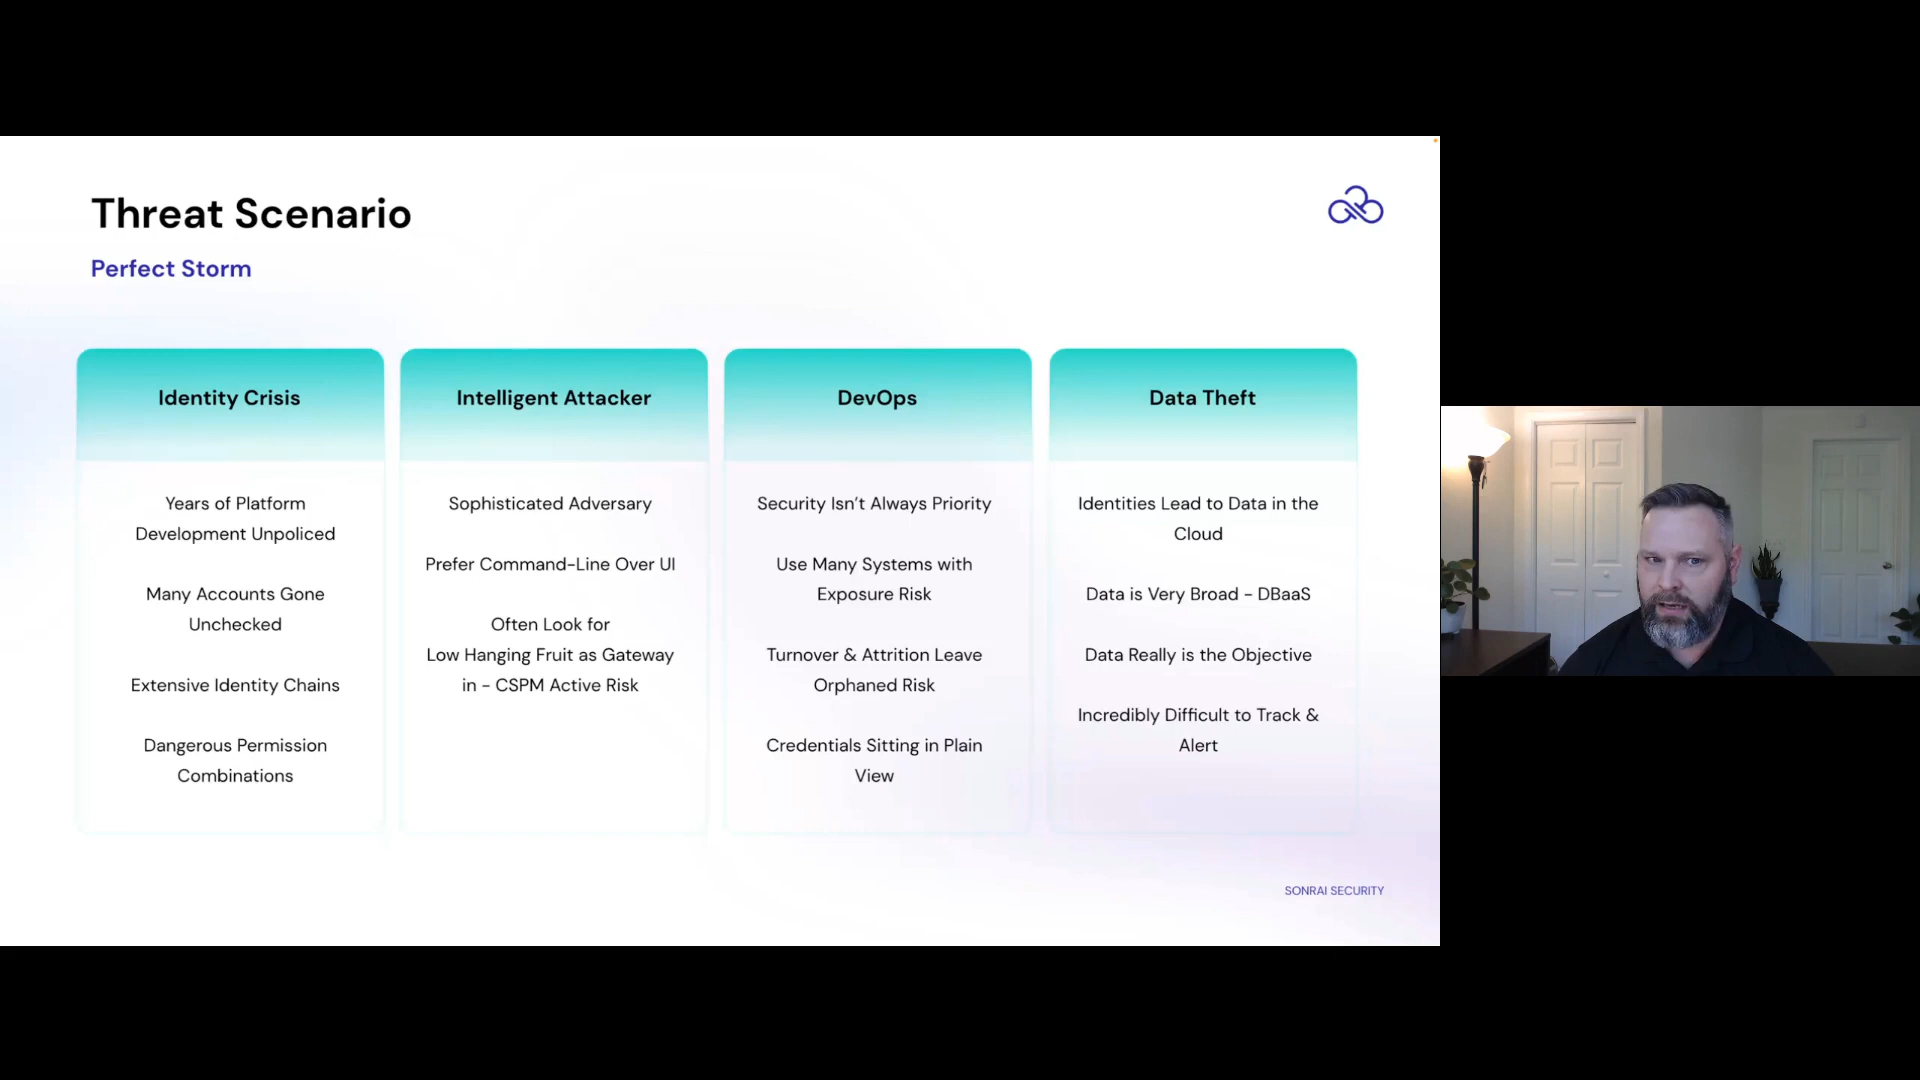 Threat Scenario
Perfect Storm
Identity Crisis
Years of Platform
Development Unpoliced
Many Accounts Gone
Unchecked
Extensive Identity Chains
Dangerous Permission
Combinations
Intelligent Attacker
Sophisticated Adversary
Prefer Command-Line Over UI
Often Look for
Low Hanging Fruit as Gateway
in - CSPM Active Risk
DevOps
Security Isn’t Always Priority
Use Many Systems with
Exposure Risk
Turnover & Attrition Leave
Orphaned Risk
Credentials Sitting in Plain
View
Data Theft
Identities Lead to Data in the
Cloud
Data is Very Broad - DBaaS
Data Really is the Objective
Incredibly Difficult to Track &
Alert
SONRAI SECURITY